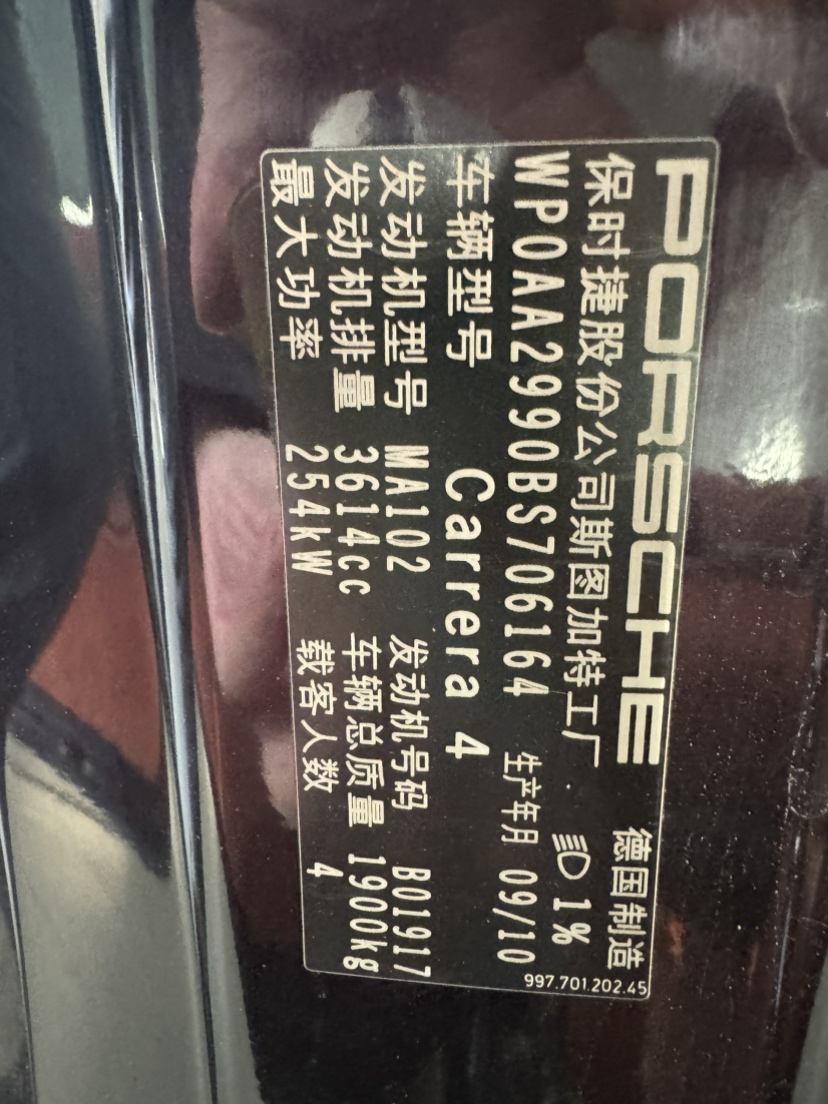 PORSCHE
保时捷股份公司斯图加特工厂 德国制造
WP0AA2990BS706164 1%
车辆型号 Carrera 4 生产年月 09/10
发动机型号 MA102 发动机号码 B01917
发动机排量 3614cc 车辆总质量 1900kg
最大功率 254kW 载客人数 4
997.701.202.45